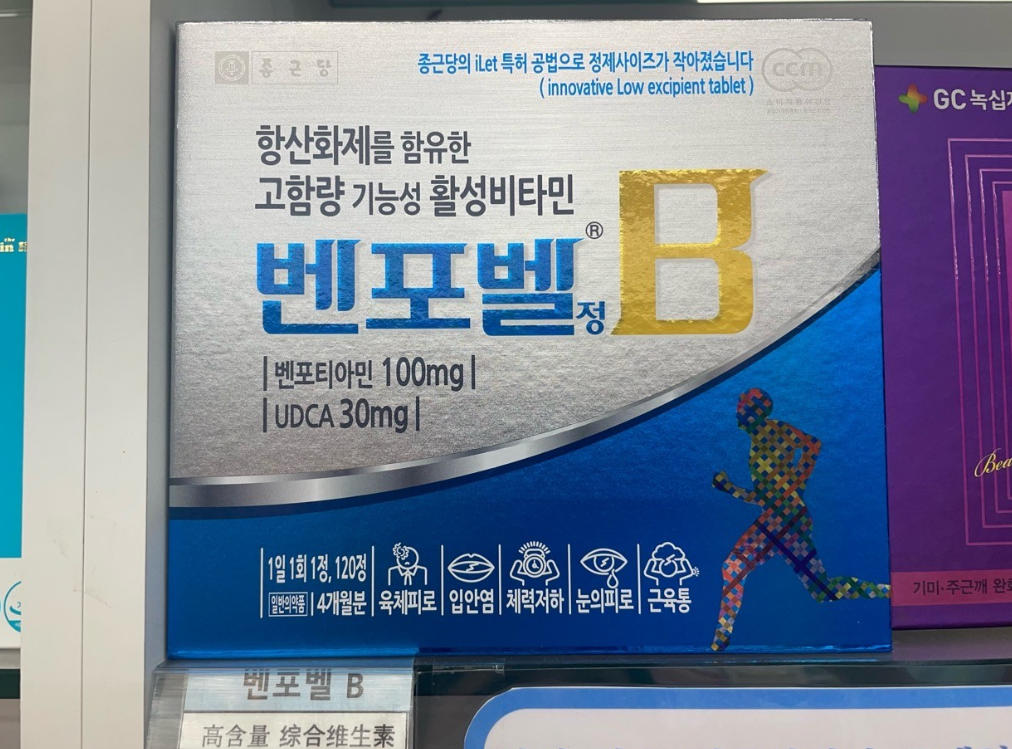 종근당
종근당의 iLet 특허 공법으로 정제사이즈가 작아졌습니다
( innovative Low excipient tablet )
ccm
항산화제를 함유한
고함량 기능성 활성비타민
벤포벨®정 B
|벤포티아민 100mg|
|UDCA 30mg|
1일 1회 1정, 120정
일반의약품 4개월분
육체피로
입안염
체력저하
눈의피로
근육통
벤포벨 B
高含量 综合维生素
GC녹십자
Bea
기미·주근깨 완화